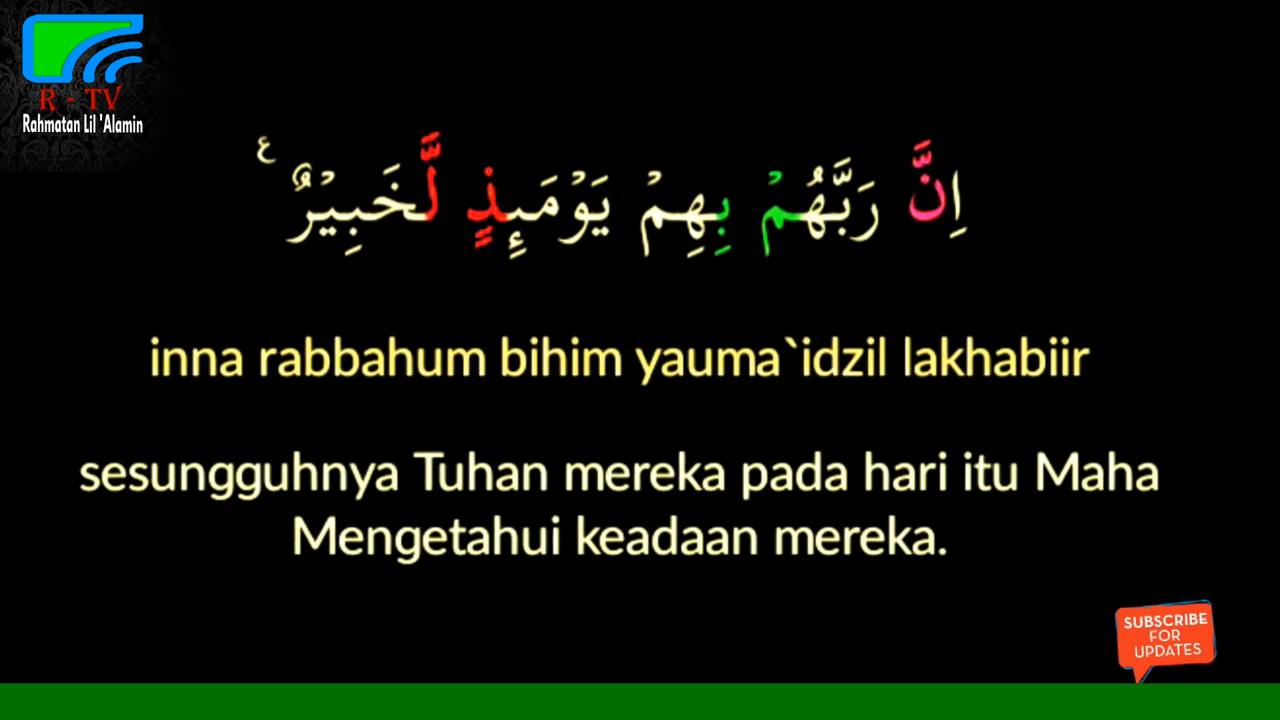 R - TV
Rahmatan Lil 'Alamin
اِنَّ رَبَّهُمْ بِهِمْ يَوْمَىِٕذٍ لَّخَبِيْرٌ ࣖ
inna rabbahum bihim yauma`idzil lakhabiir
sesungguhnya Tuhan mereka pada hari itu Maha
Mengetahui keadaan mereka.
SUBSCRIBE
FOR
UPDATES